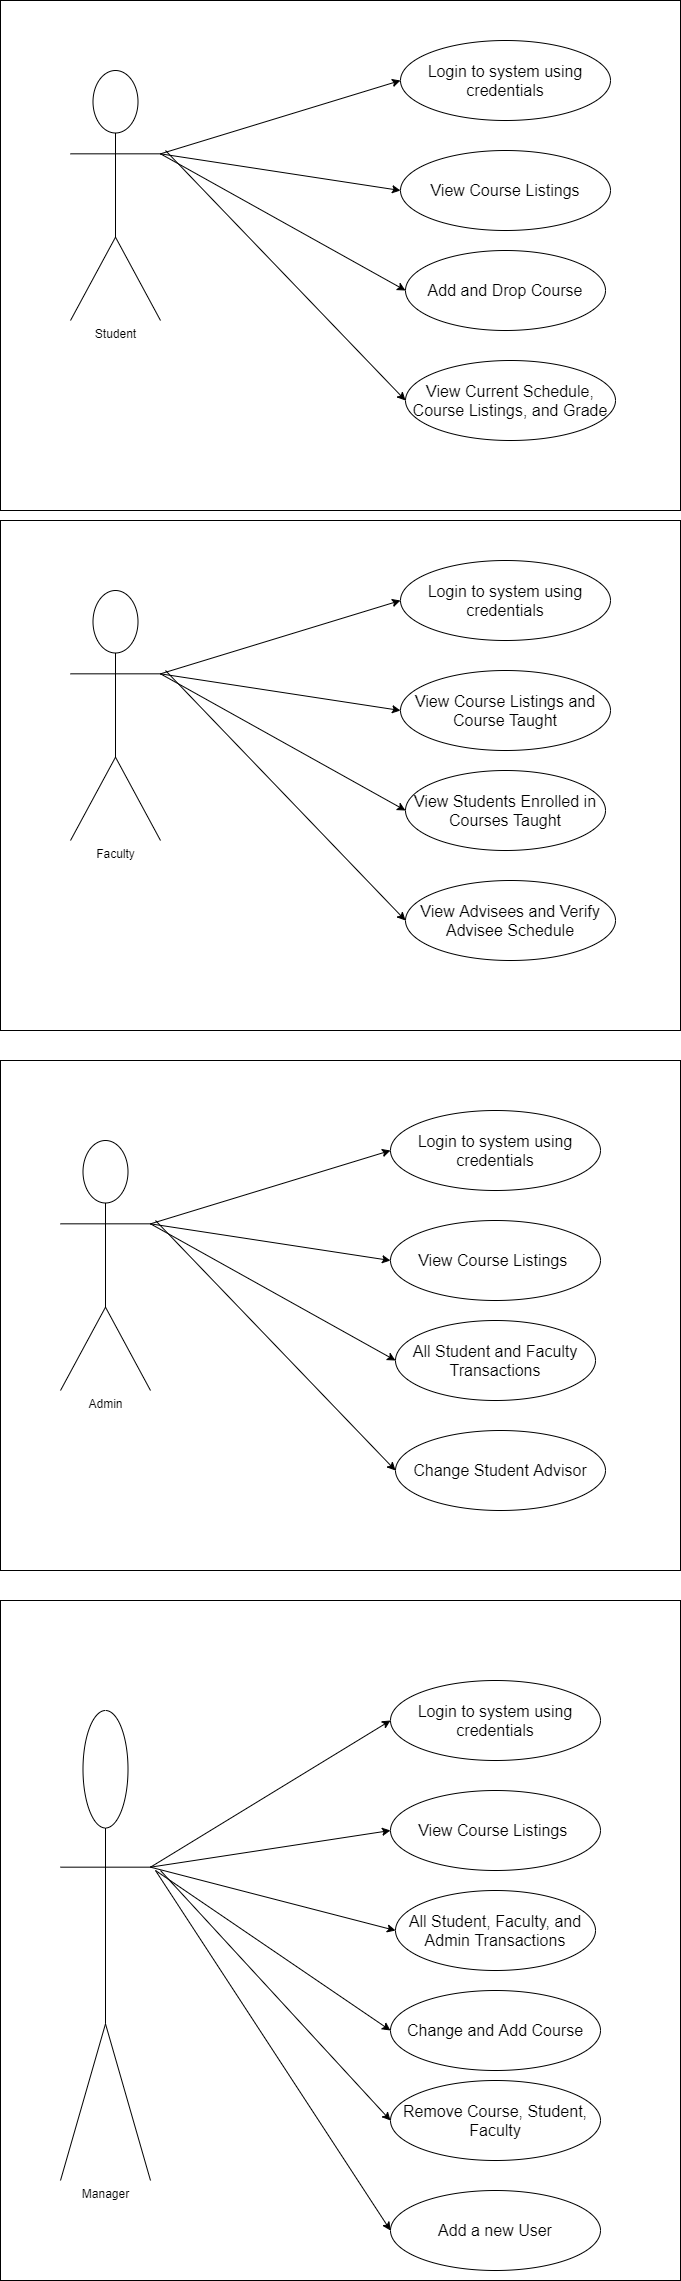 Login to system using
credentials
View Course Listings
Add and Drop Course
Student
View Current Schedule,
Course Listings, and Grade
Login to system using
credentials
View Course Listings and
Course Taught
View Students Enrolled in
Courses Taught
Faculty
View Advisees and Verify
Advisee Schedule
Login to system using
credentials
View Course Listings
All Student and Faculty
Transactions
Admin
Change Student Advisor
Login to system using
credentials
View Course Listings
All Student, Faculty, and
Admin Transactions
Change and Add Course
Remove Course, Student,
Faculty
Manager
Add a new User